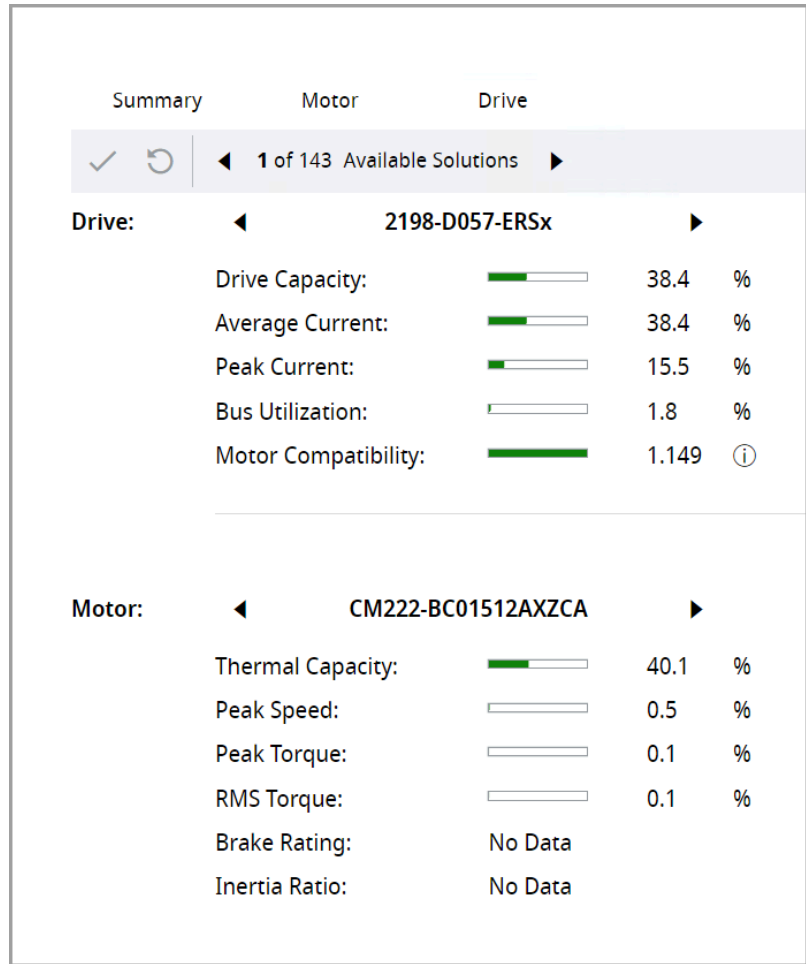 Summary Motor Drive
1 of 143 Available Solutions
Drive: 2198-D057-ERSx
Drive Capacity: 38.4 %
Average Current: 38.4 %
Peak Current: 15.5 %
Bus Utilization: 1.8 %
Motor Compatibility: 1.149
Motor: CM222-BC01512AXZCA
Thermal Capacity: 40.1 %
Peak Speed: 0.5 %
Peak Torque: 0.1 %
RMS Torque: 0.1 %
Brake Rating: No Data
Inertia Ratio: No Data